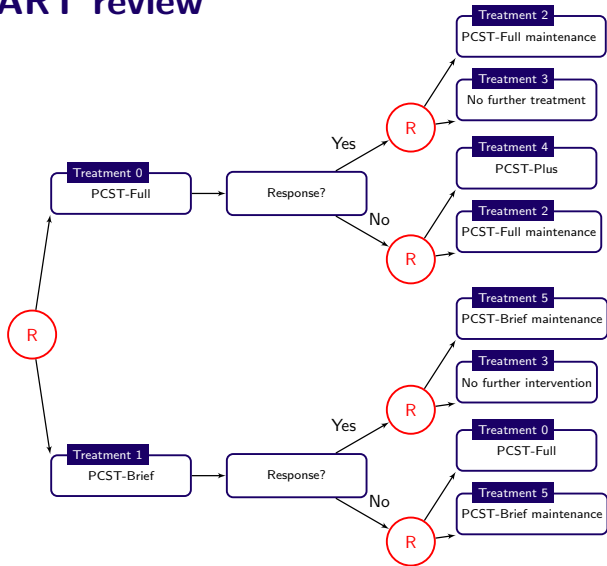 ART review
Treatment 2
PCST-Full maintenance
Treatment 3
No further treatment
R
Yes
Treatment 4
PCST-Plus
Treatment 0
PCST-Full
Response?
No
Treatment 2
PCST-Full maintenance
R
Treatment 5
PCST-Brief maintenance
R
Treatment 3
No further intervention
R
Yes
Treatment 0
PCST-Full
Treatment 1
PCST-Brief
Response?
No
Treatment 5
PCST-Brief maintenance
R